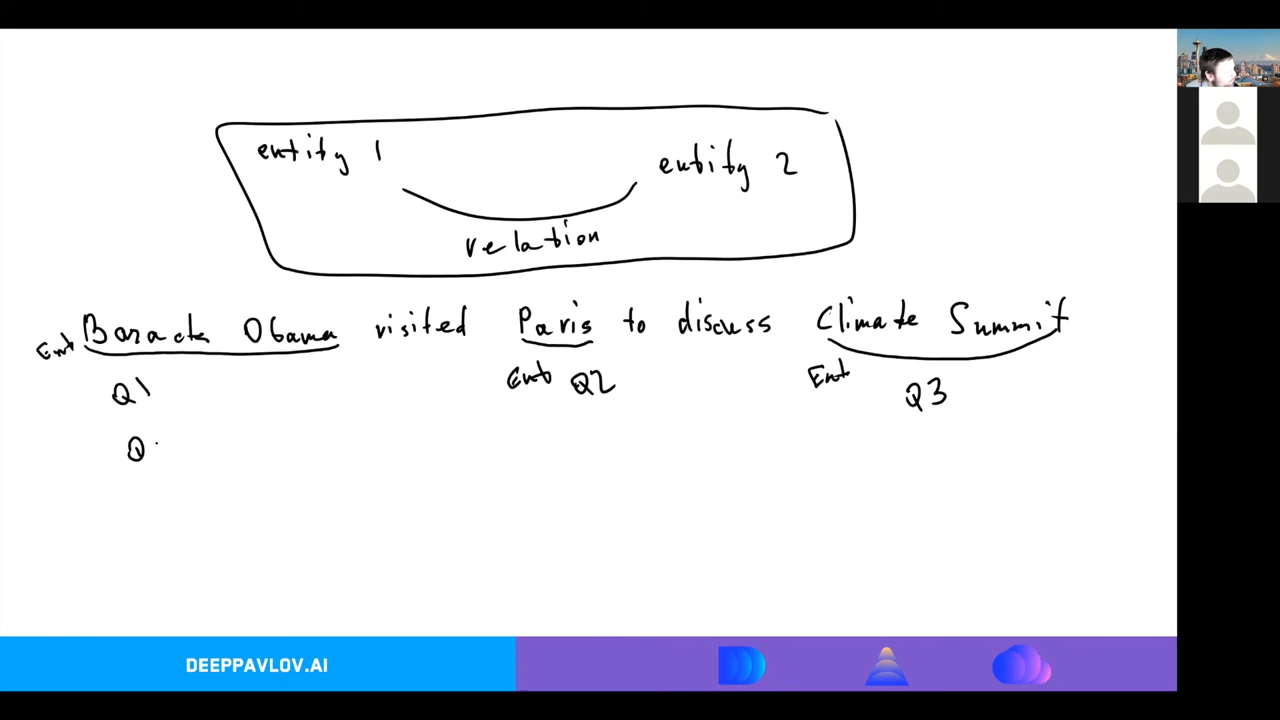 entity 1 entity 2
relation
Ent Barack Obama visited Paris to discuss Climate Summit
Q1 Ent Q2 Ent Q3
Q
DEEPPAVLOV.AI